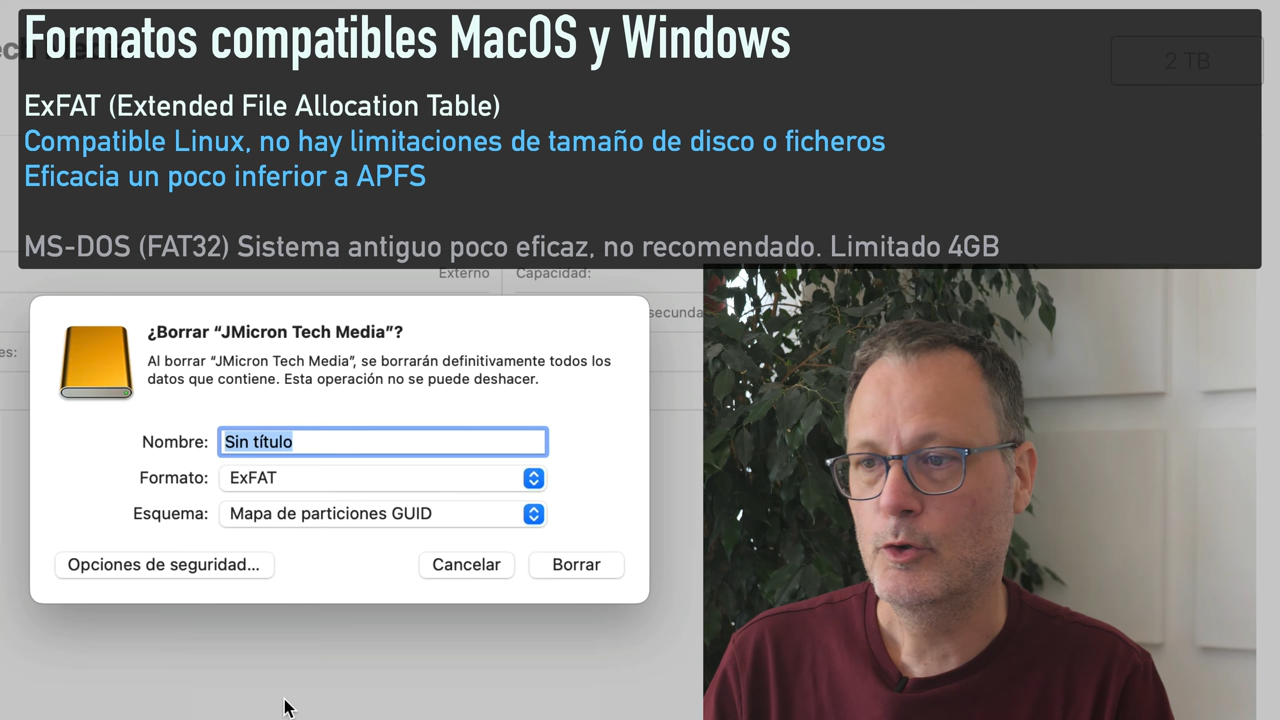 Formatos compatibles MacOS y Windows
2 TB
ExFAT (Extended File Allocation Table)
Compatible Linux, no hay limitaciones de tamaño de disco o ficheros
Eficacia un poco inferior a APFS
MS-DOS (FAT32) Sistema antiguo poco eficaz, no recomendado. Limitado 4GB
Externo
Capacidad:
es:
¿Borrar “JMicron Tech Media”?
Al borrar “JMicron Tech Media”, se borrarán definitivamente todos los
datos que contiene. Esta operación no se puede deshacer.
Nombre: Sin título
Formato: ExFAT
Esquema: Mapa de particiones GUID
Opciones de seguridad...
Cancelar
Borrar